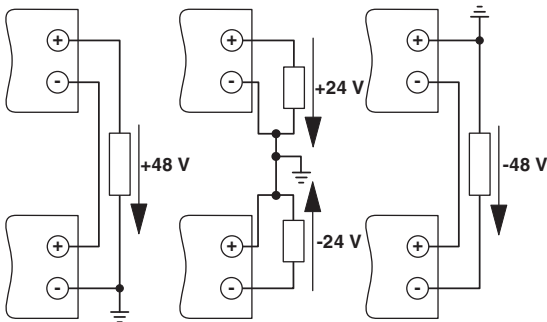 + + +
- - -
+24 V
+48 V -48 V
-24 V
+ + +
- - -